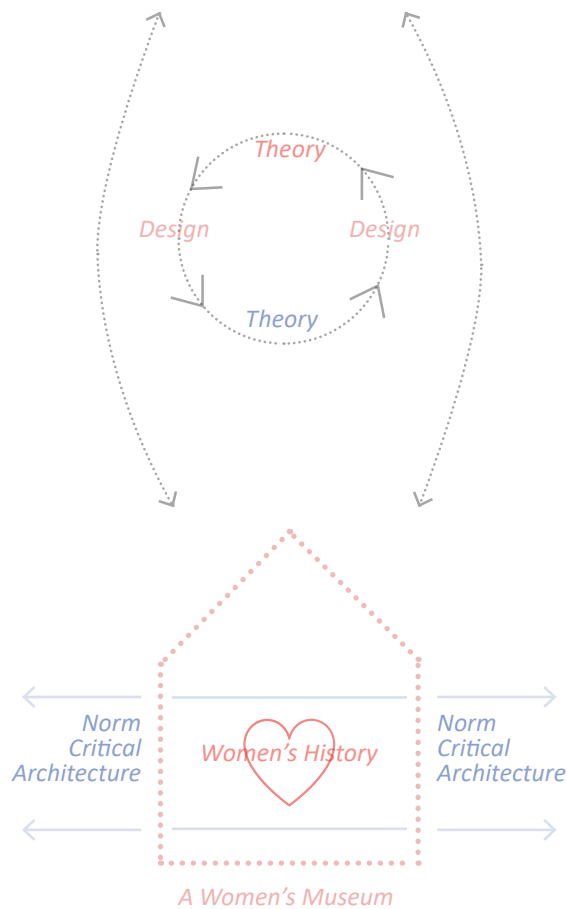 Theory
Design
Design
Theory
Norm
Critical
Architecture
Women's History
Norm
Critical
Architecture
A Women's Museum